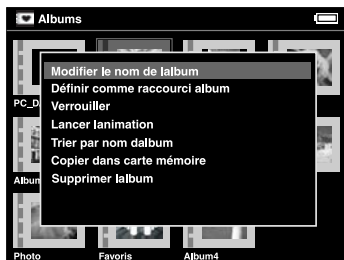 Albums
Modifier le nom de lalbum
Définir comme raccourci album
Verrouiller
Lancer lanimation
Trier par nom dalbum
Copier dans carte mémoire
Supprimer lalbum
PC_D
Album
Photo
Favoris
Album4